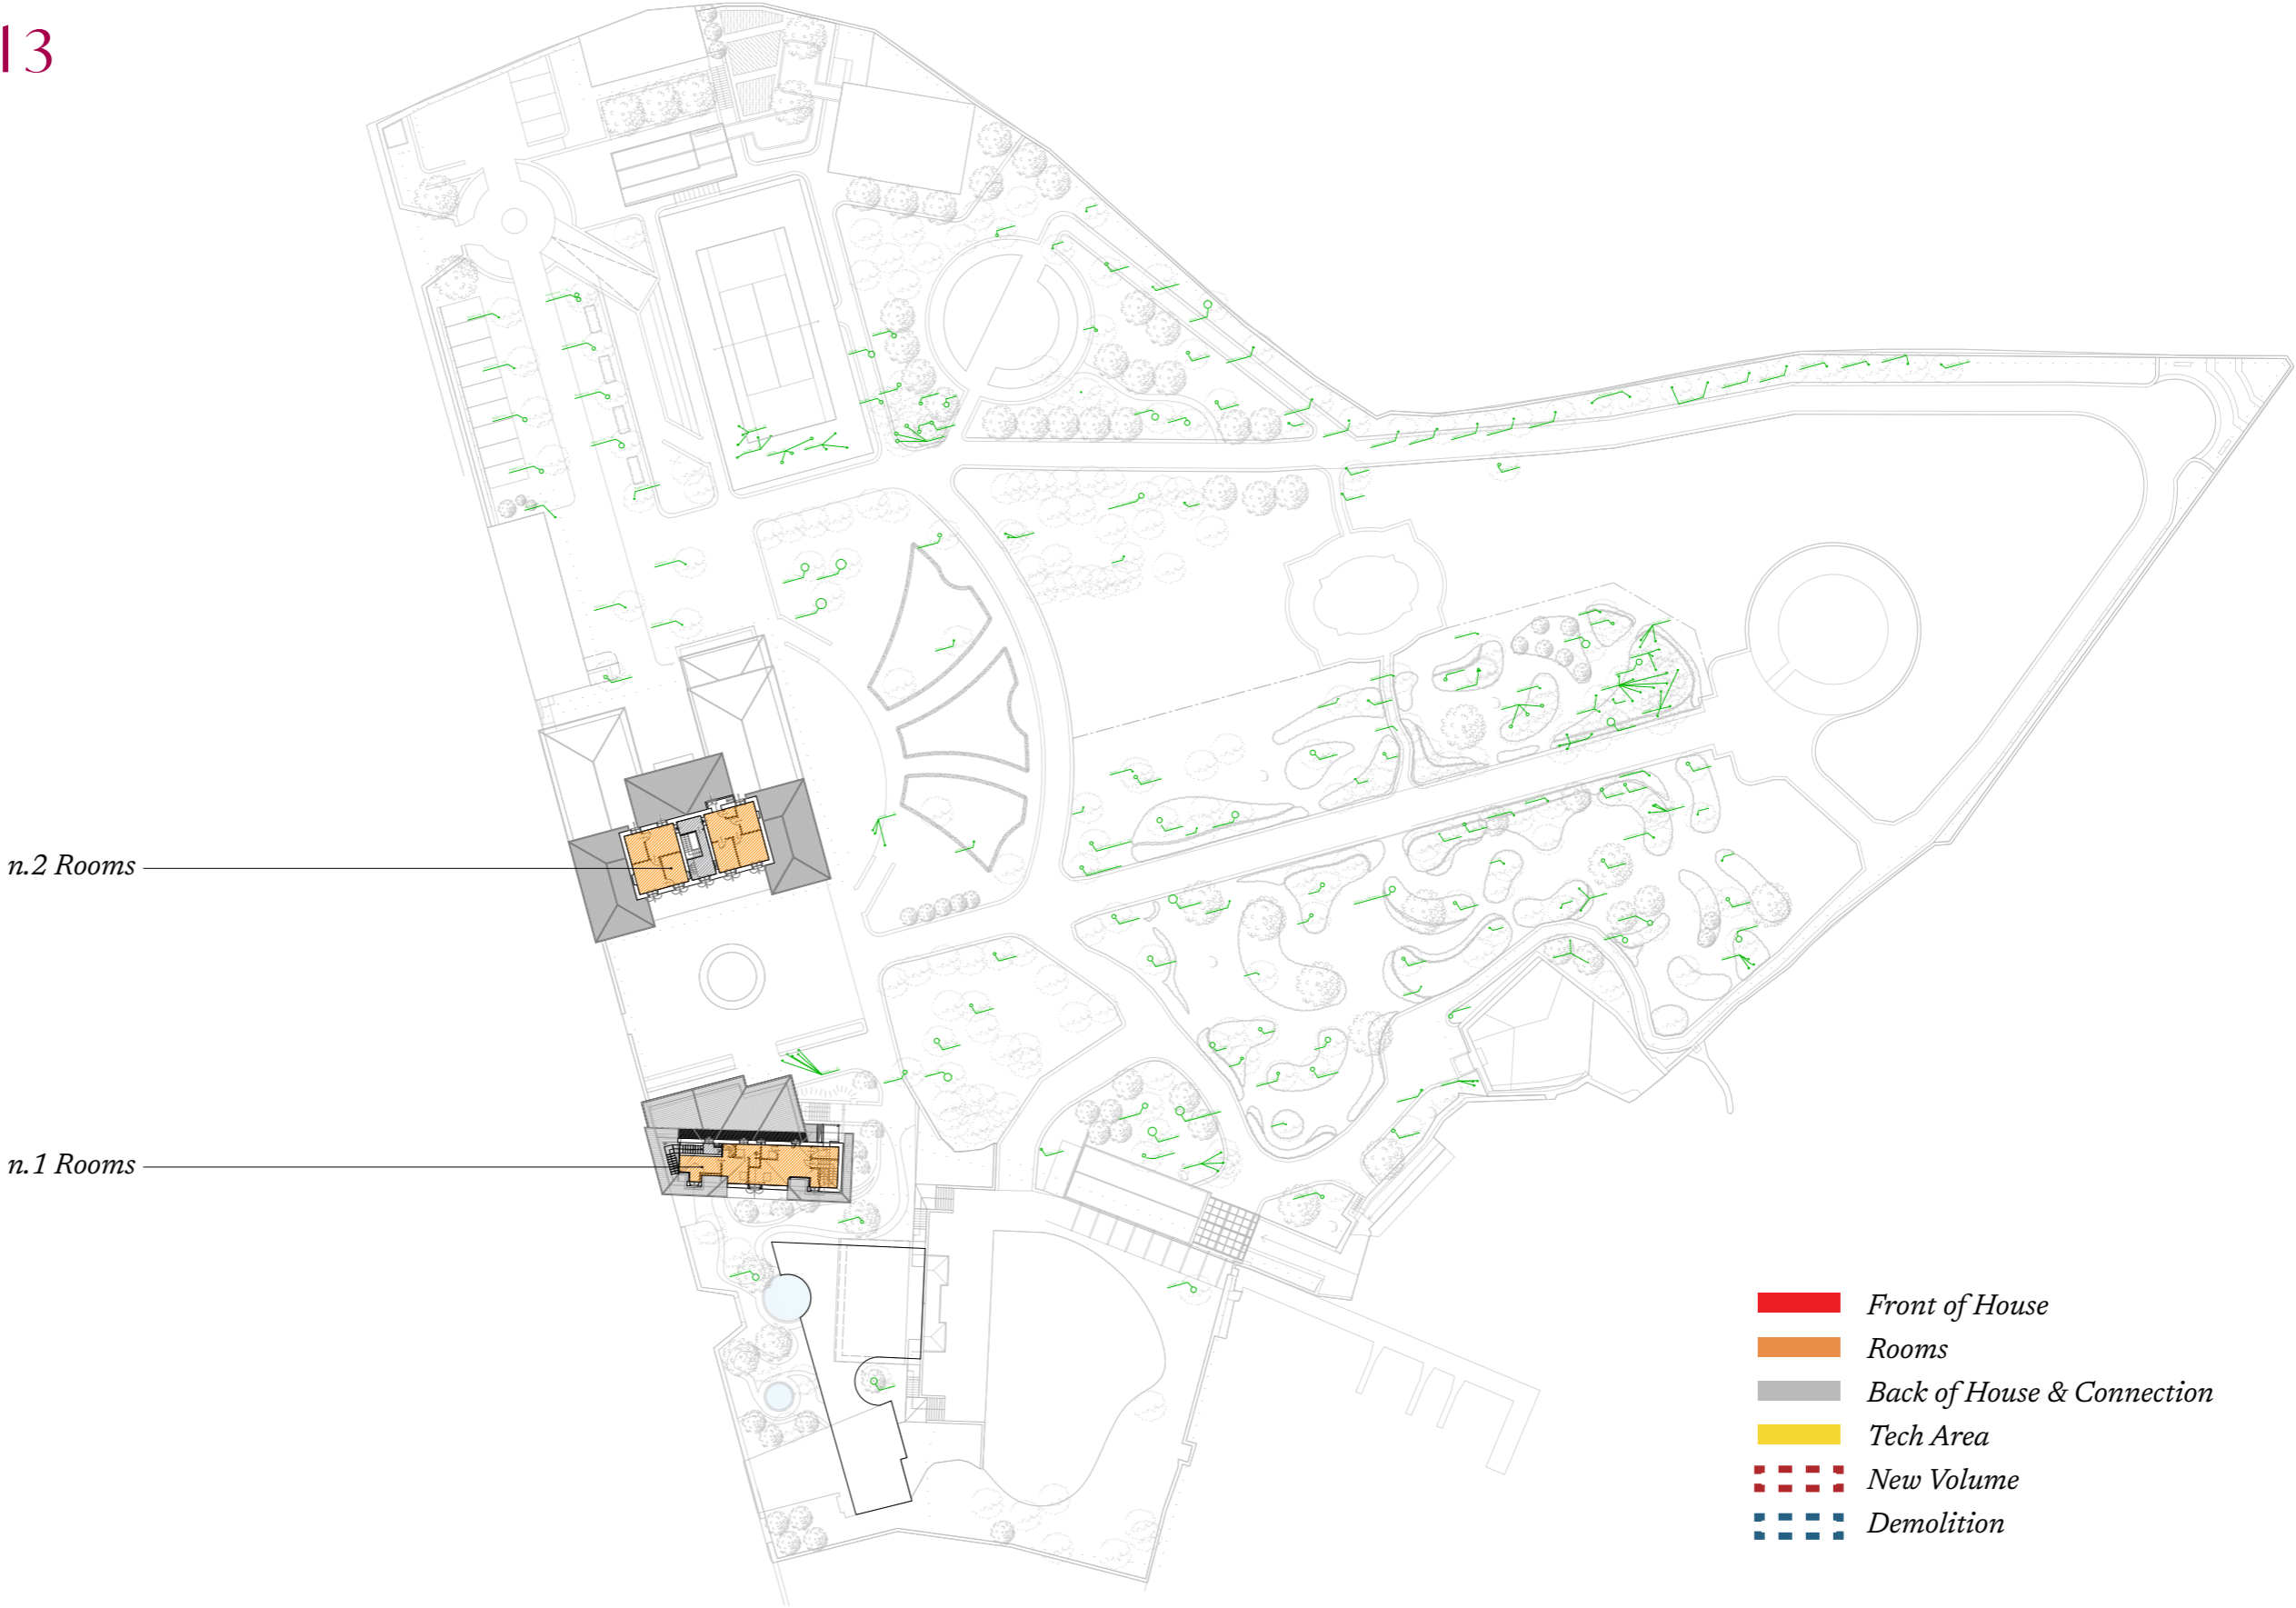 13
n.2 Rooms
n.1 Rooms
Front of House
Rooms
Back of House & Connection
Tech Area
New Volume
Demolition